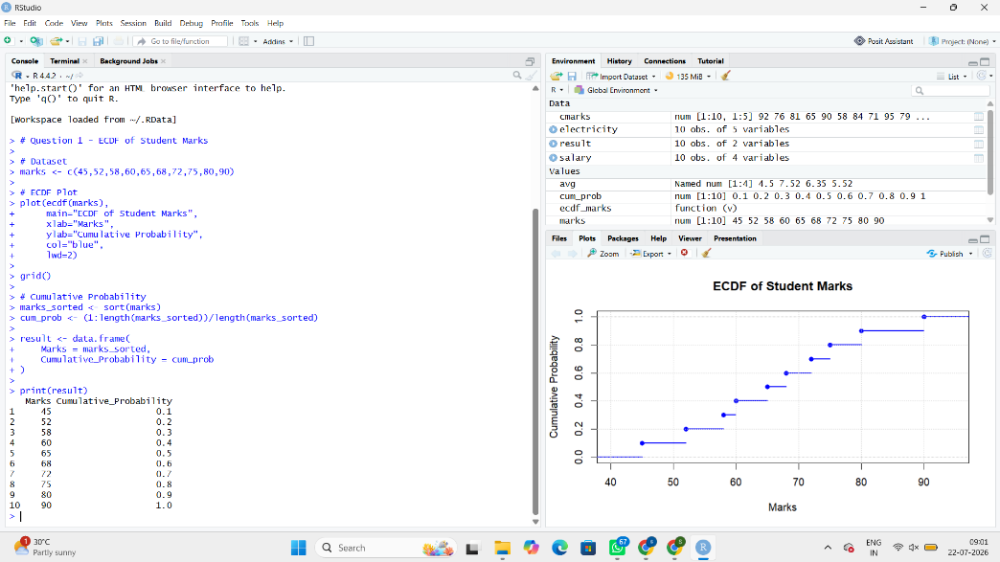 RStudio
File Edit Code View Plots Session Build Debug Profile Tools Help
Go to file/function Addins Posit Assistant Project: (None)
Console Terminal Background Jobs
R 4.4.2 · ~/
'help.start()' for an HTML browser interface to help.
Type 'q()' to quit R.
[Workspace loaded from ~/.RData]
> # Question 1 - ECDF of Student Marks
>
> # Dataset
> marks <- c(45,52,58,60,65,68,72,75,80,90)
>
> # ECDF Plot
> plot(ecdf(marks),
+      main="ECDF of Student Marks",
+      xlab="Marks",
+      ylab="Cumulative Probability",
+      col="blue",
+      lwd=2)
>
> grid()
>
> # Cumulative Probability
> marks_sorted <- sort(marks)
> cum_prob <- (1:length(marks_sorted))/length(marks_sorted)
>
> result <- data.frame(
+     Marks = marks_sorted,
+     Cumulative_Probability = cum_prob
+ )
>
> print(result)
   Marks Cumulative_Probability
1     45                    0.1
2     52                    0.2
3     58                    0.3
4     60                    0.4
5     65                    0.5
6     68                    0.6
7     72                    0.7
8     75                    0.8
9     80                    0.9
10    90                    1.0
>
Environment History Connections Tutorial
Import Dataset 135 MiB List
R Global Environment
Data
cmarks num [1:10, 1:5] 92 76 81 65 90 58 84 71 95 79 ...
electricity 10 obs. of 5 variables
result 10 obs. of 2 variables
salary 10 obs. of 4 variables
Values
avg Named num [1:4] 4.5 7.52 6.35 5.52
cum_prob num [1:10] 0.1 0.2 0.3 0.4 0.5 0.6 0.7 0.8 0.9 1
ecdf_marks function (v)
marks num [1:10] 45 52 58 60 65 68 72 75 80 90
Files Plots Packages Help Viewer Presentation
Zoom Export Publish
ECDF of Student Marks
Cumulative Probability
1.0
0.8
0.6
0.4
0.2
0.0
40 50 60 70 80 90
Marks
1
30°C
Partly sunny
Search
67
6
5
ENG
IN
09:01
22-07-2026